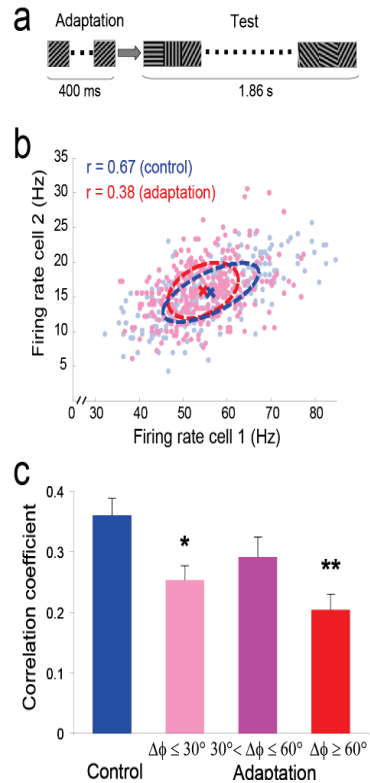 a
Adaptation
Test
400 ms
1.86 s
b
r = 0.67 (control)
r = 0.38 (adaptation)
Firing rate cell 2 (Hz)
35
30
25
20
15
10
5
0
30
40
50
60
70
80
Firing rate cell 1 (Hz)
c
Correlation coefficient
0.4
0.3
0.2
0.1
0
*
**
Δϕ ≤ 30°
30°< Δϕ ≤ 60°
Δϕ ≥ 60°
Control
Adaptation